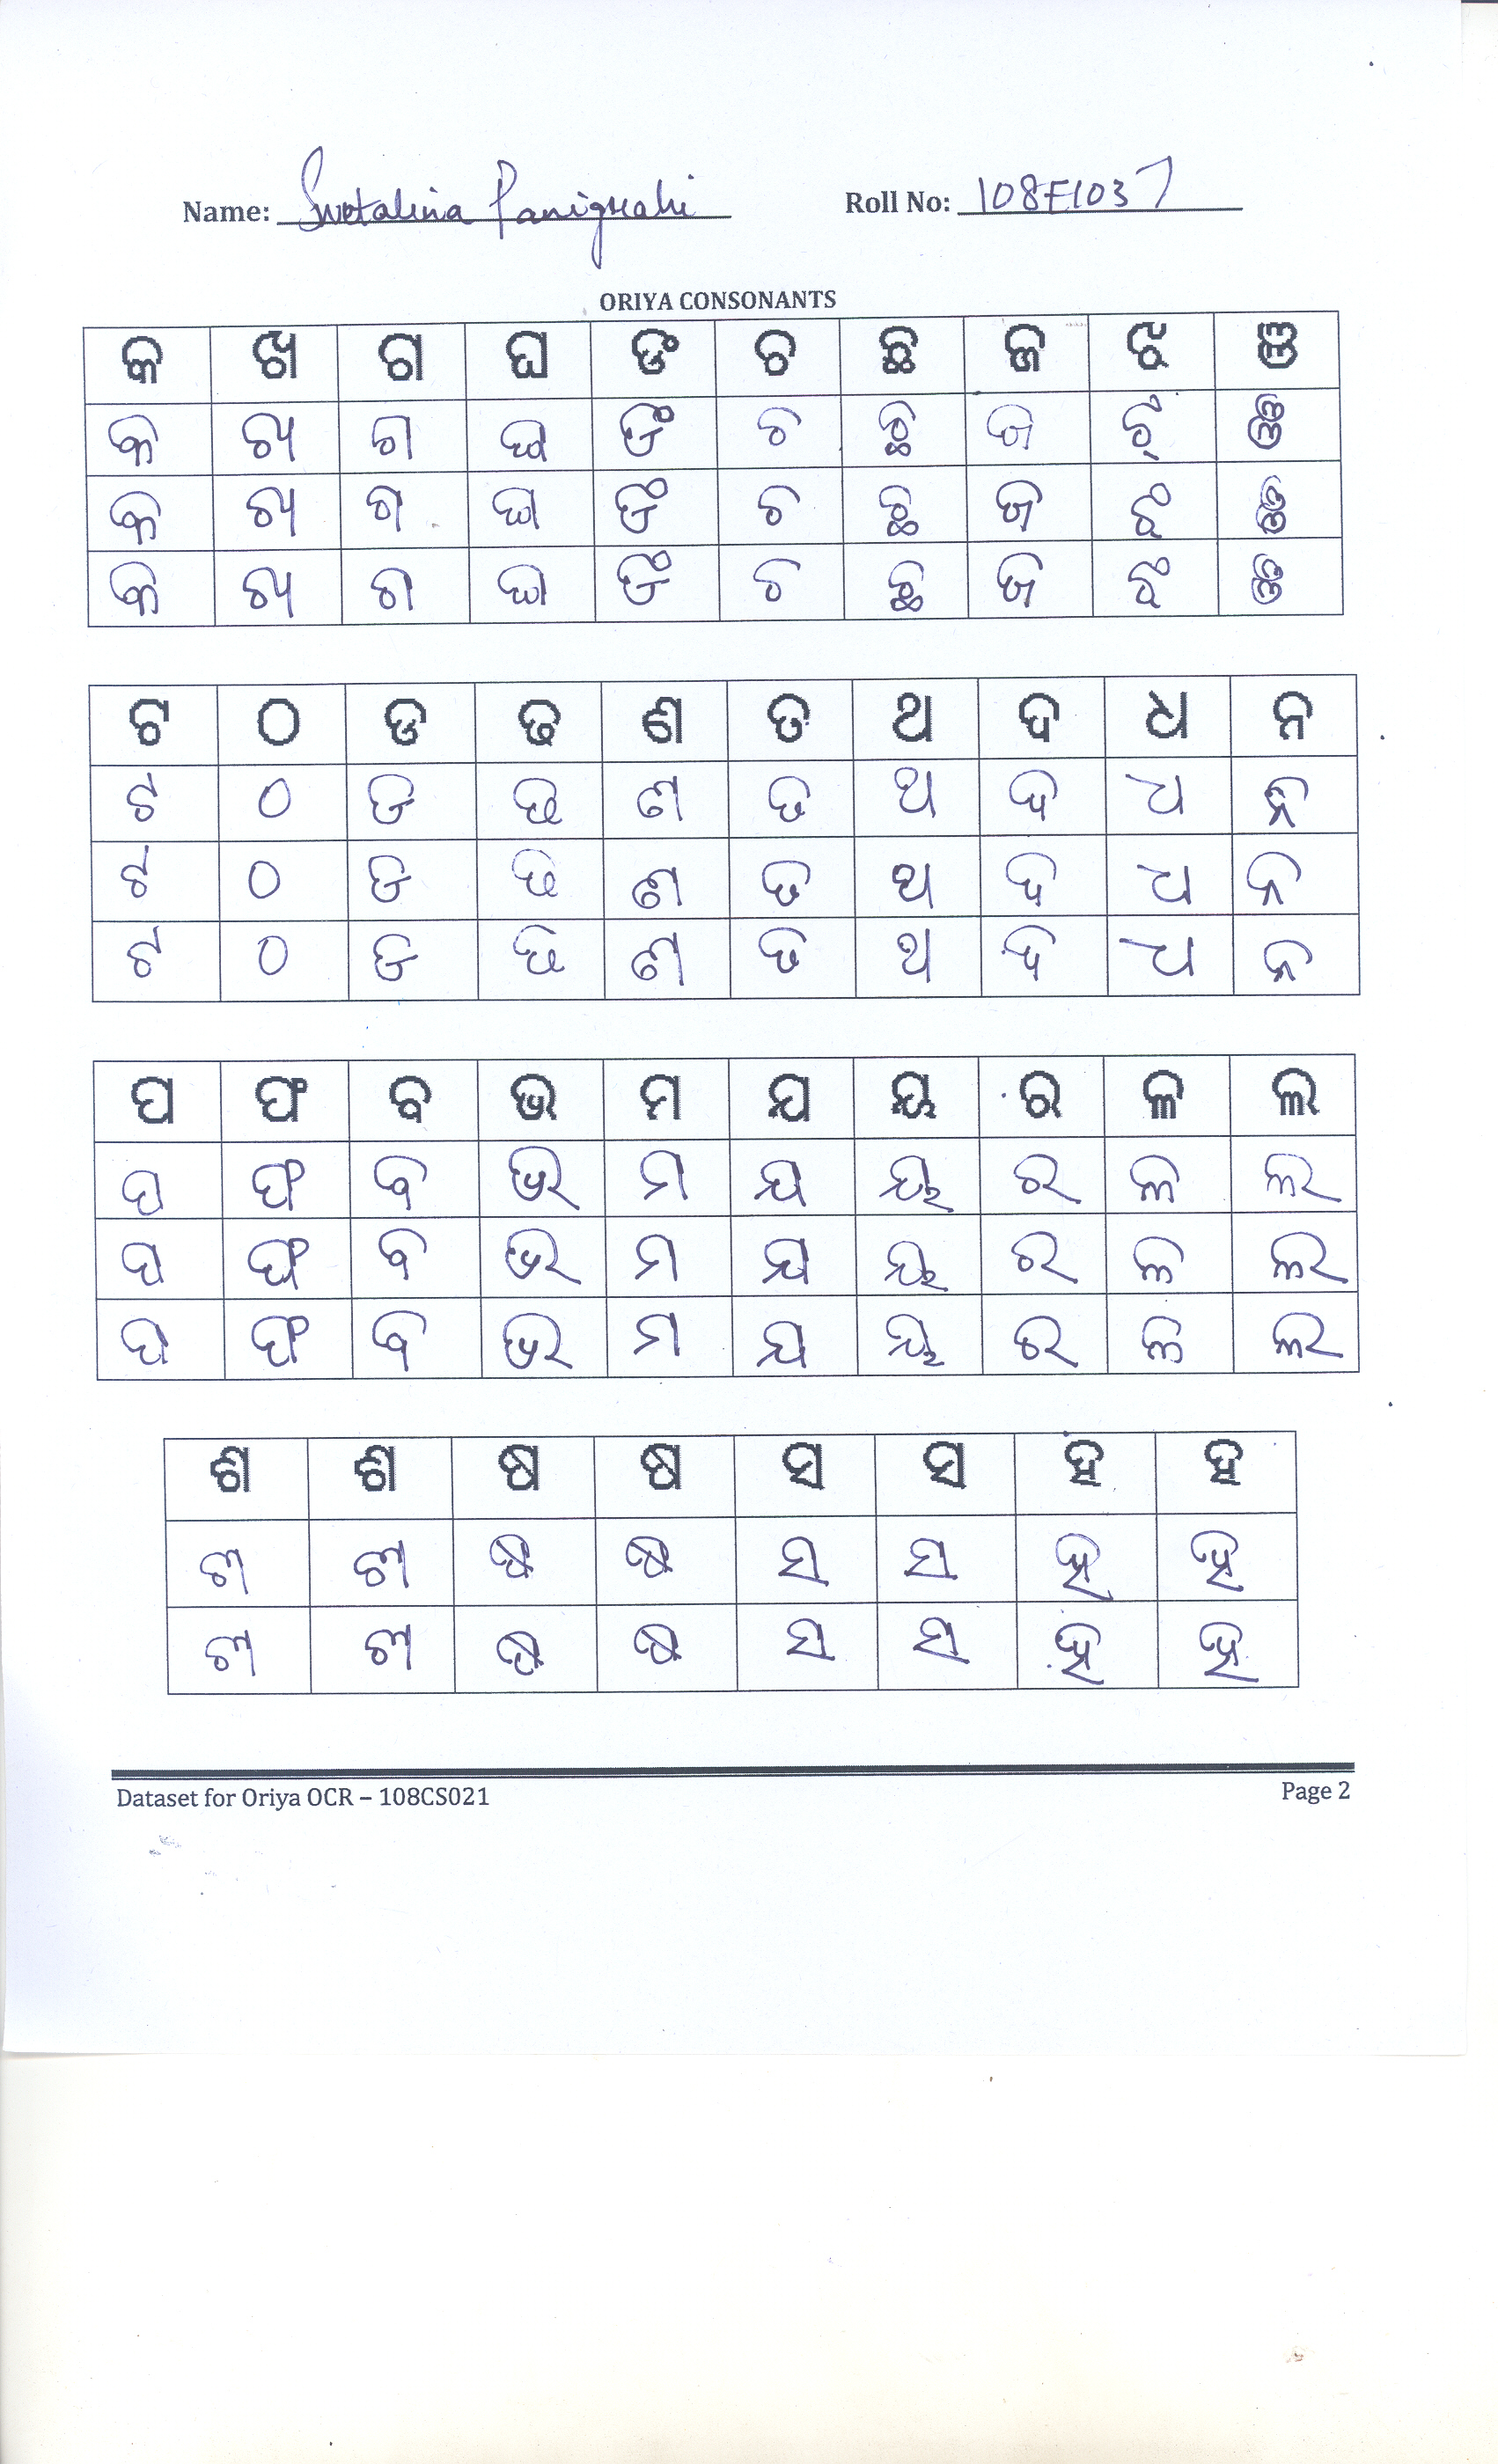 Name: Swetalina Panigrahi Roll No: 108EI037
ORIYA CONSONANTS
କ ଖ ଗ ଘ ଙ ଚ ଛ ଜ ଝ ଞ
କ ଖ ଗ ଘ ଙ ଚ ଛ ଜ ଝ ଞ
କ ଖ ଗ ଘ ଙ ଚ ଛ ଜ ଝ ଞ
କ ଖ ଗ ଘ ଙ ଚ ଛ ଜ ଝ ଞ
ଟ ଠ ଡ ଢ ଣ ତ ଥ ଦ ଧ ନ
ଟ ଠ ଡ ଢ ଣ ତ ଥ ଦ ଧ ନ
ଟ ଠ ଡ ଢ ଣ ତ ଥ ଦ ଧ ନ
ଟ ଠ ଡ ଢ ଣ ତ ଥ ଦ ଧ ନ
ପ ଫ ବ ଭ ମ ଯ ୟ ର ଳ ଲ
ପ ଫ ବ ଭ ମ ଯ ୟ ର ଳ ଲ
ପ ଫ ବ ଭ ମ ଯ ୟ ର ଳ ଲ
ପ ଫ ବ ଭ ମ ଯ ୟ ର ଳ ଲ
ଶ ଶ ଷ ଷ ସ ସ ହ ହ
ଶ ଶ ଷ ଷ ସ ସ ହ ହ
ଶ ଶ ଷ ଷ ସ ସ ହ ହ
Dataset for Oriya OCR – 108CS021 Page 2